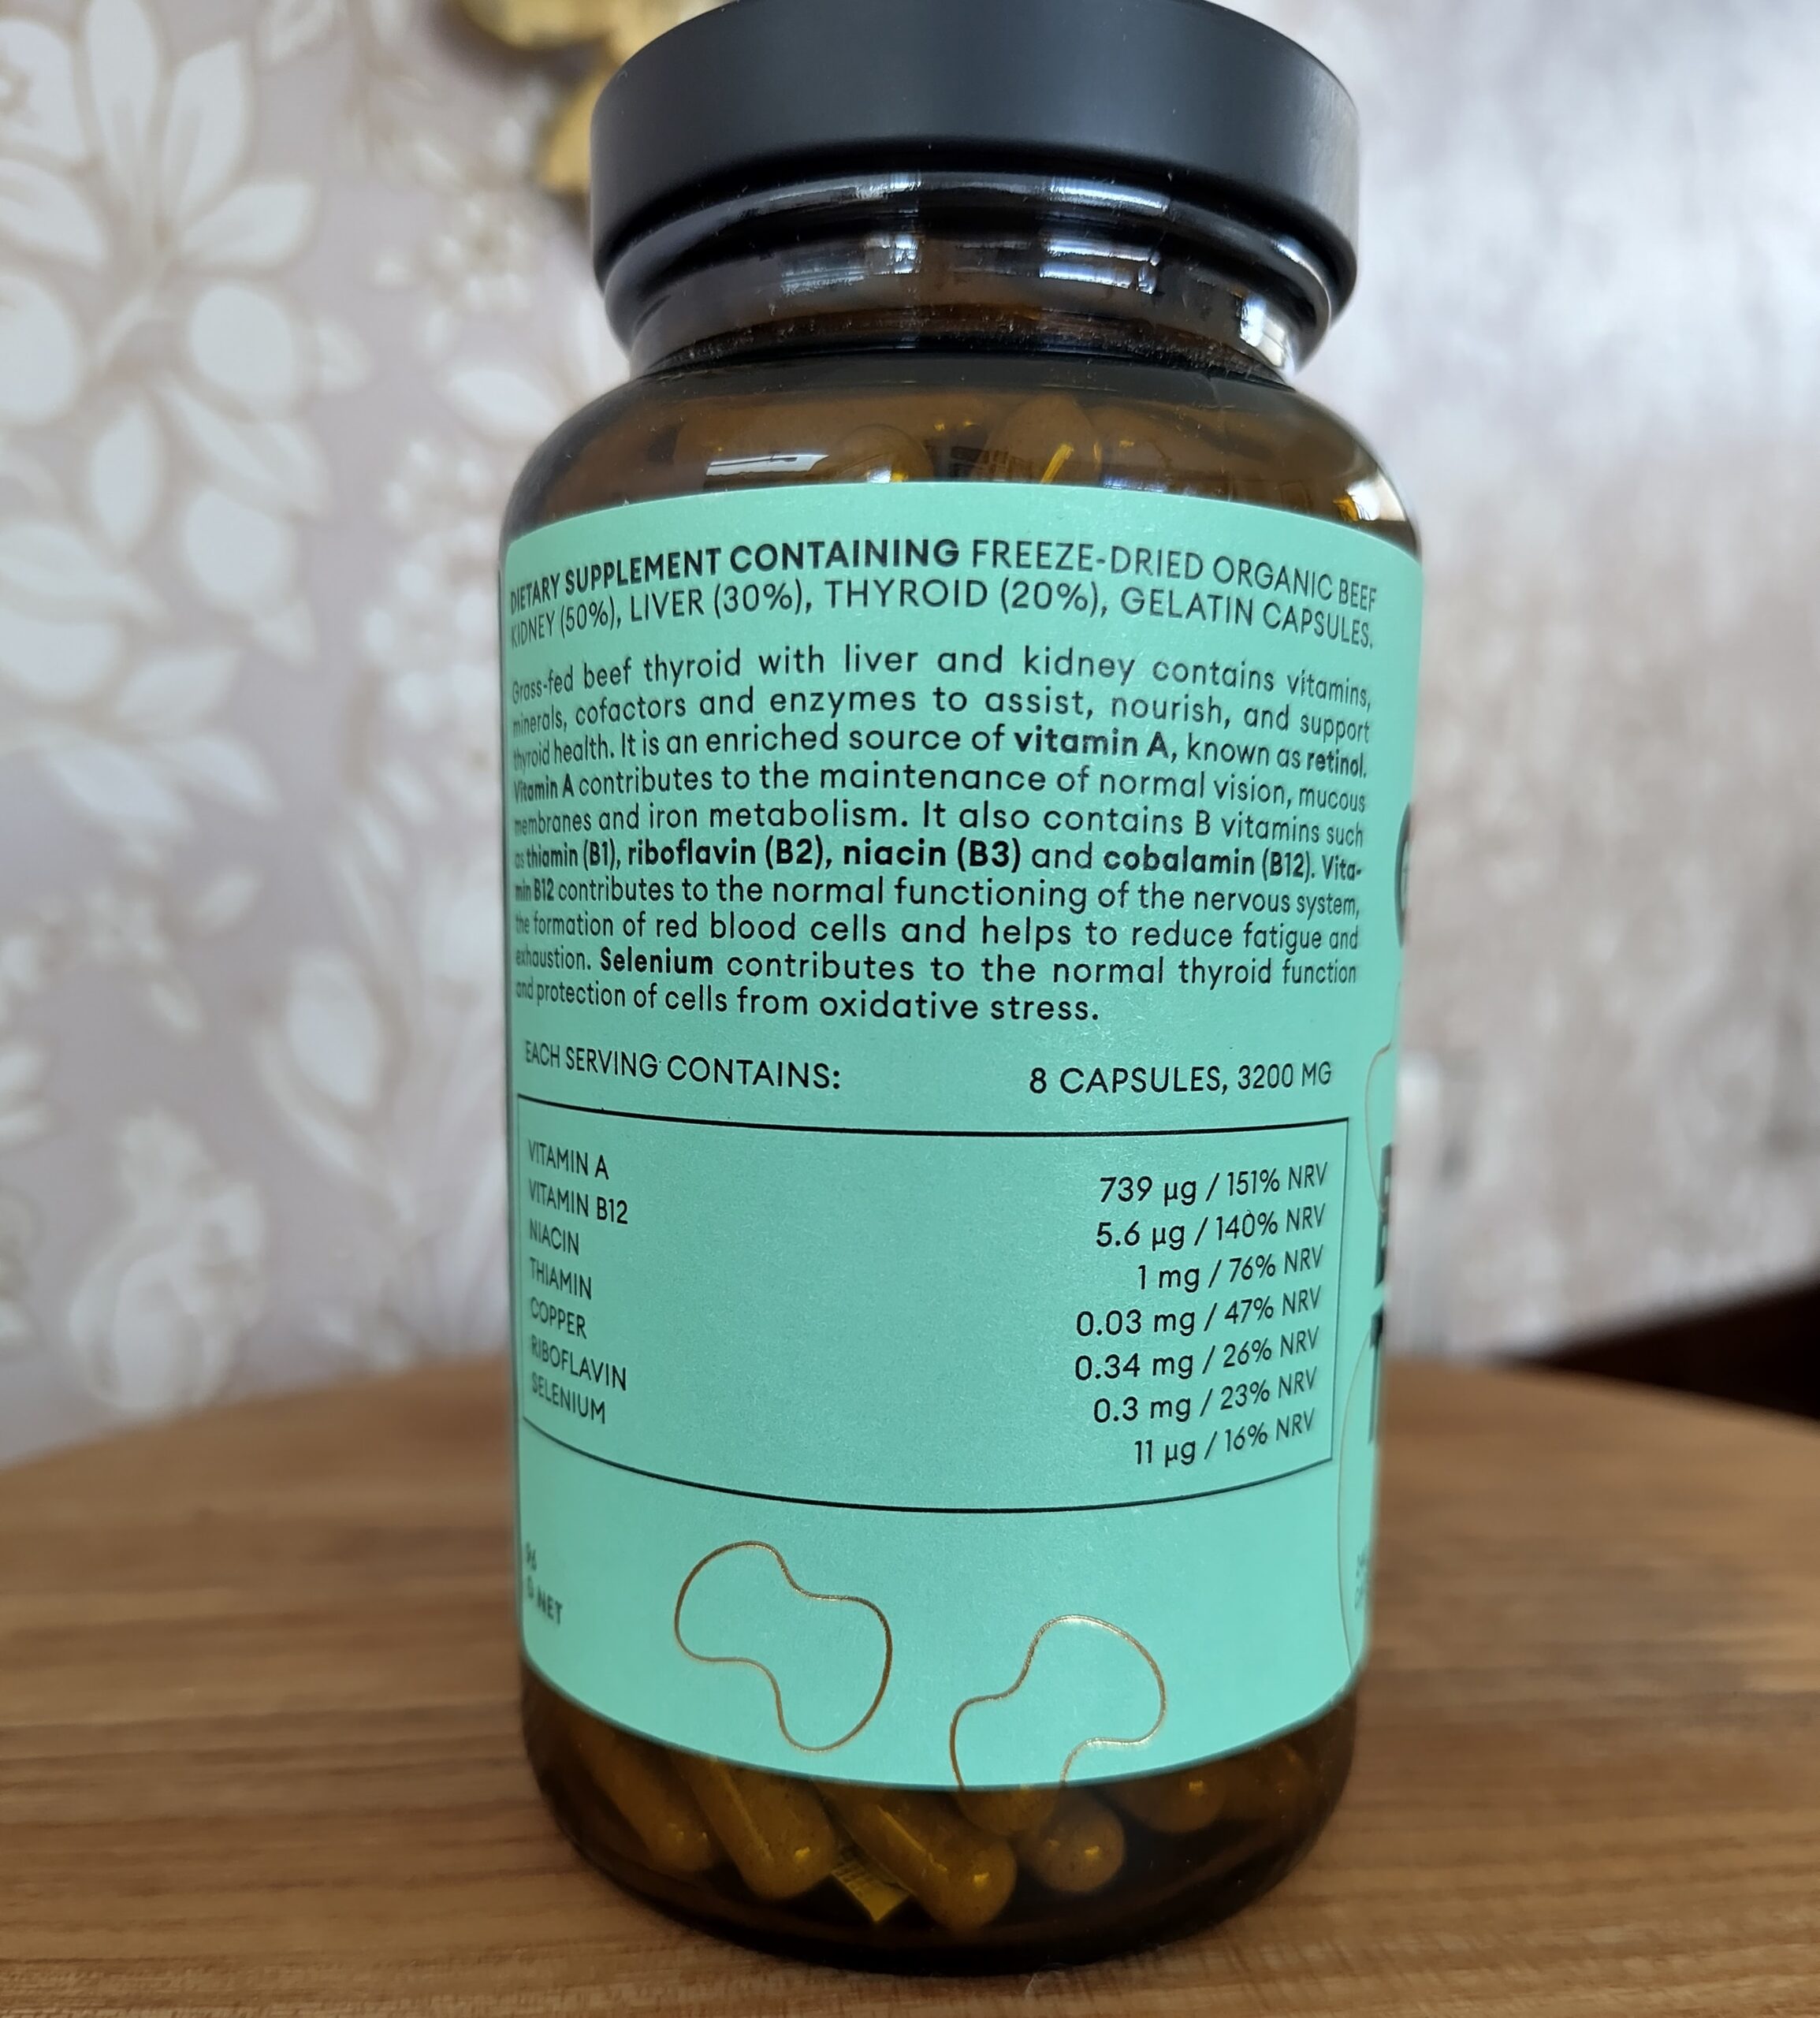 DIETARY SUPPLEMENT CONTAINING FREEZE-DRIED ORGANIC BEEF
KIDNEY (50%), LIVER (30%), THYROID (20%), GELATIN CAPSULES.
Grass-fed beef thyroid with liver and kidney contains vitamins,
minerals, cofactors and enzymes to assist, nourish, and support
thyroid health. It is an enriched source of vitamin A, known as retinol.
Vitamin A contributes to the maintenance of normal vision, mucous
membranes and iron metabolism. It also contains B vitamins such
as thiamin (B1), riboflavin (B2), niacin (B3) and cobalamin (B12). Vita-
min B12 contributes to the normal functioning of the nervous system,
the formation of red blood cells and helps to reduce fatigue and
exhaustion. Selenium contributes to the normal thyroid function
and protection of cells from oxidative stress.
EACH SERVING CONTAINS: 8 CAPSULES, 3200 MG
VITAMIN A 739 µg / 151% NRV
VITAMIN B12 5.6 µg / 140% NRV
NIACIN 1 mg / 76% NRV
THIAMIN 0.03 mg / 47% NRV
COPPER 0.34 mg / 26% NRV
RIBOFLAVIN 0.3 mg / 23% NRV
SELENIUM 11 µg / 16% NRV
NET